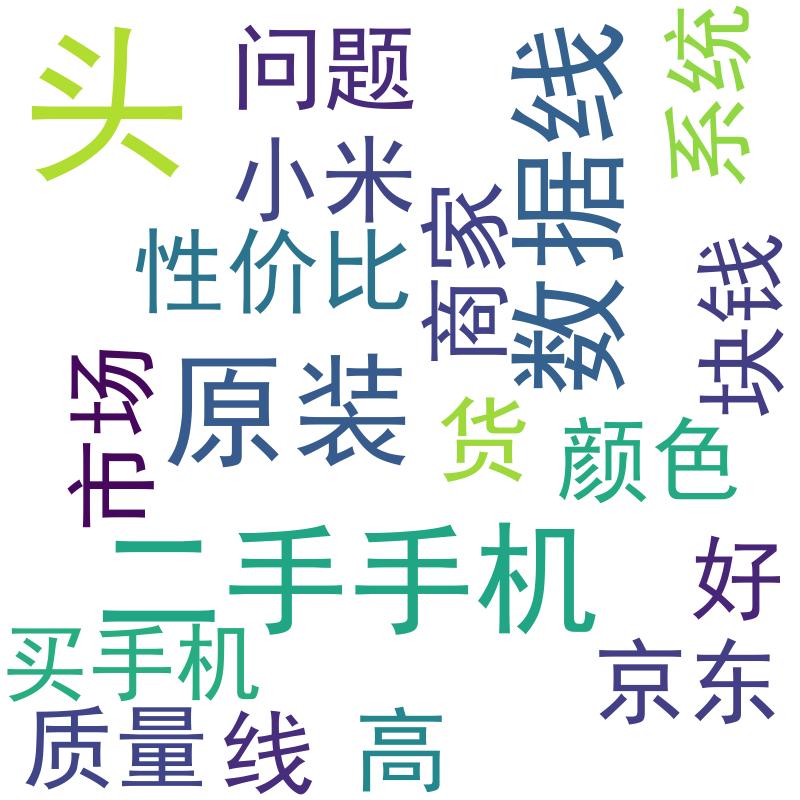 头
问题
数据线
系统
小米
商家
性价比
块钱
市场
原装
货
颜色
二手手机
好
买手机
京东
质量
线
高